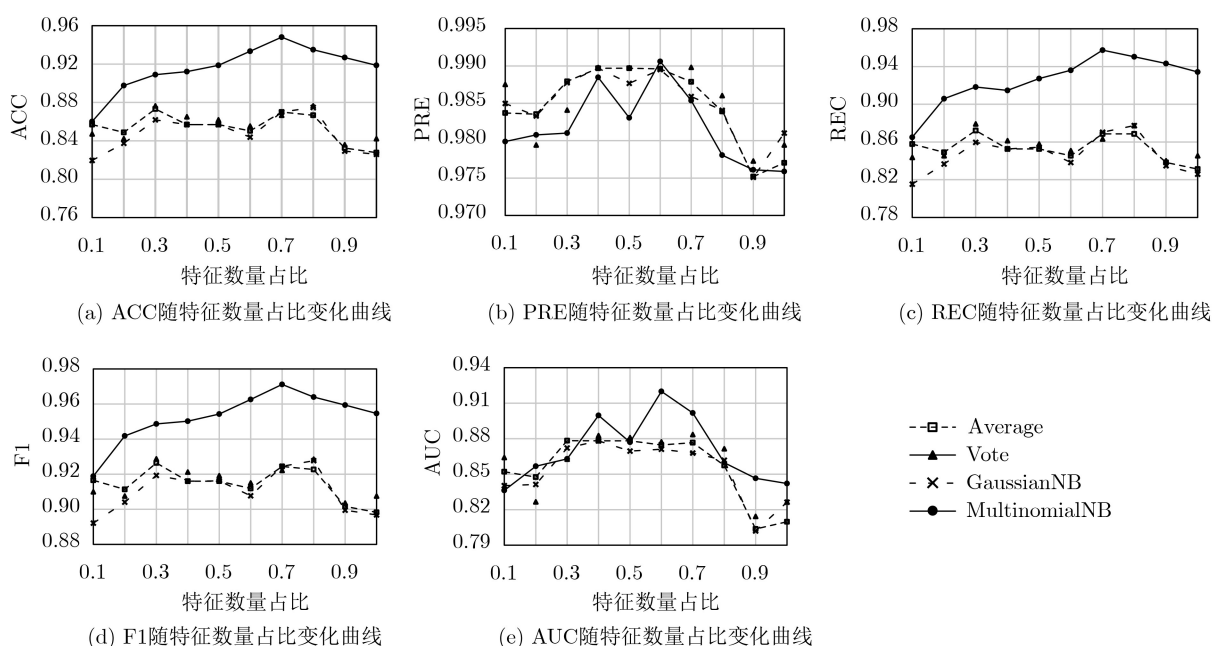 ACC
0.96
0.92
0.88
0.84
0.80
0.76
0.1 0.3 0.5 0.7 0.9
特征数量占比
(a) ACC随特征数量占比变化曲线
PRE
0.995
0.990
0.985
0.980
0.975
0.970
0.1 0.3 0.5 0.7 0.9
特征数量占比
(b) PRE随特征数量占比变化曲线
REC
0.98
0.94
0.90
0.86
0.82
0.78
0.1 0.3 0.5 0.7 0.9
特征数量占比
(c) REC随特征数量占比变化曲线
F1
0.98
0.96
0.94
0.92
0.90
0.88
0.1 0.3 0.5 0.7 0.9
特征数量占比
(d) F1随特征数量占比变化曲线
AUC
0.94
0.91
0.88
0.85
0.82
0.79
0.1 0.3 0.5 0.7 0.9
特征数量占比
(e) AUC随特征数量占比变化曲线
Average
Vote
GaussianNB
MultinomialNB